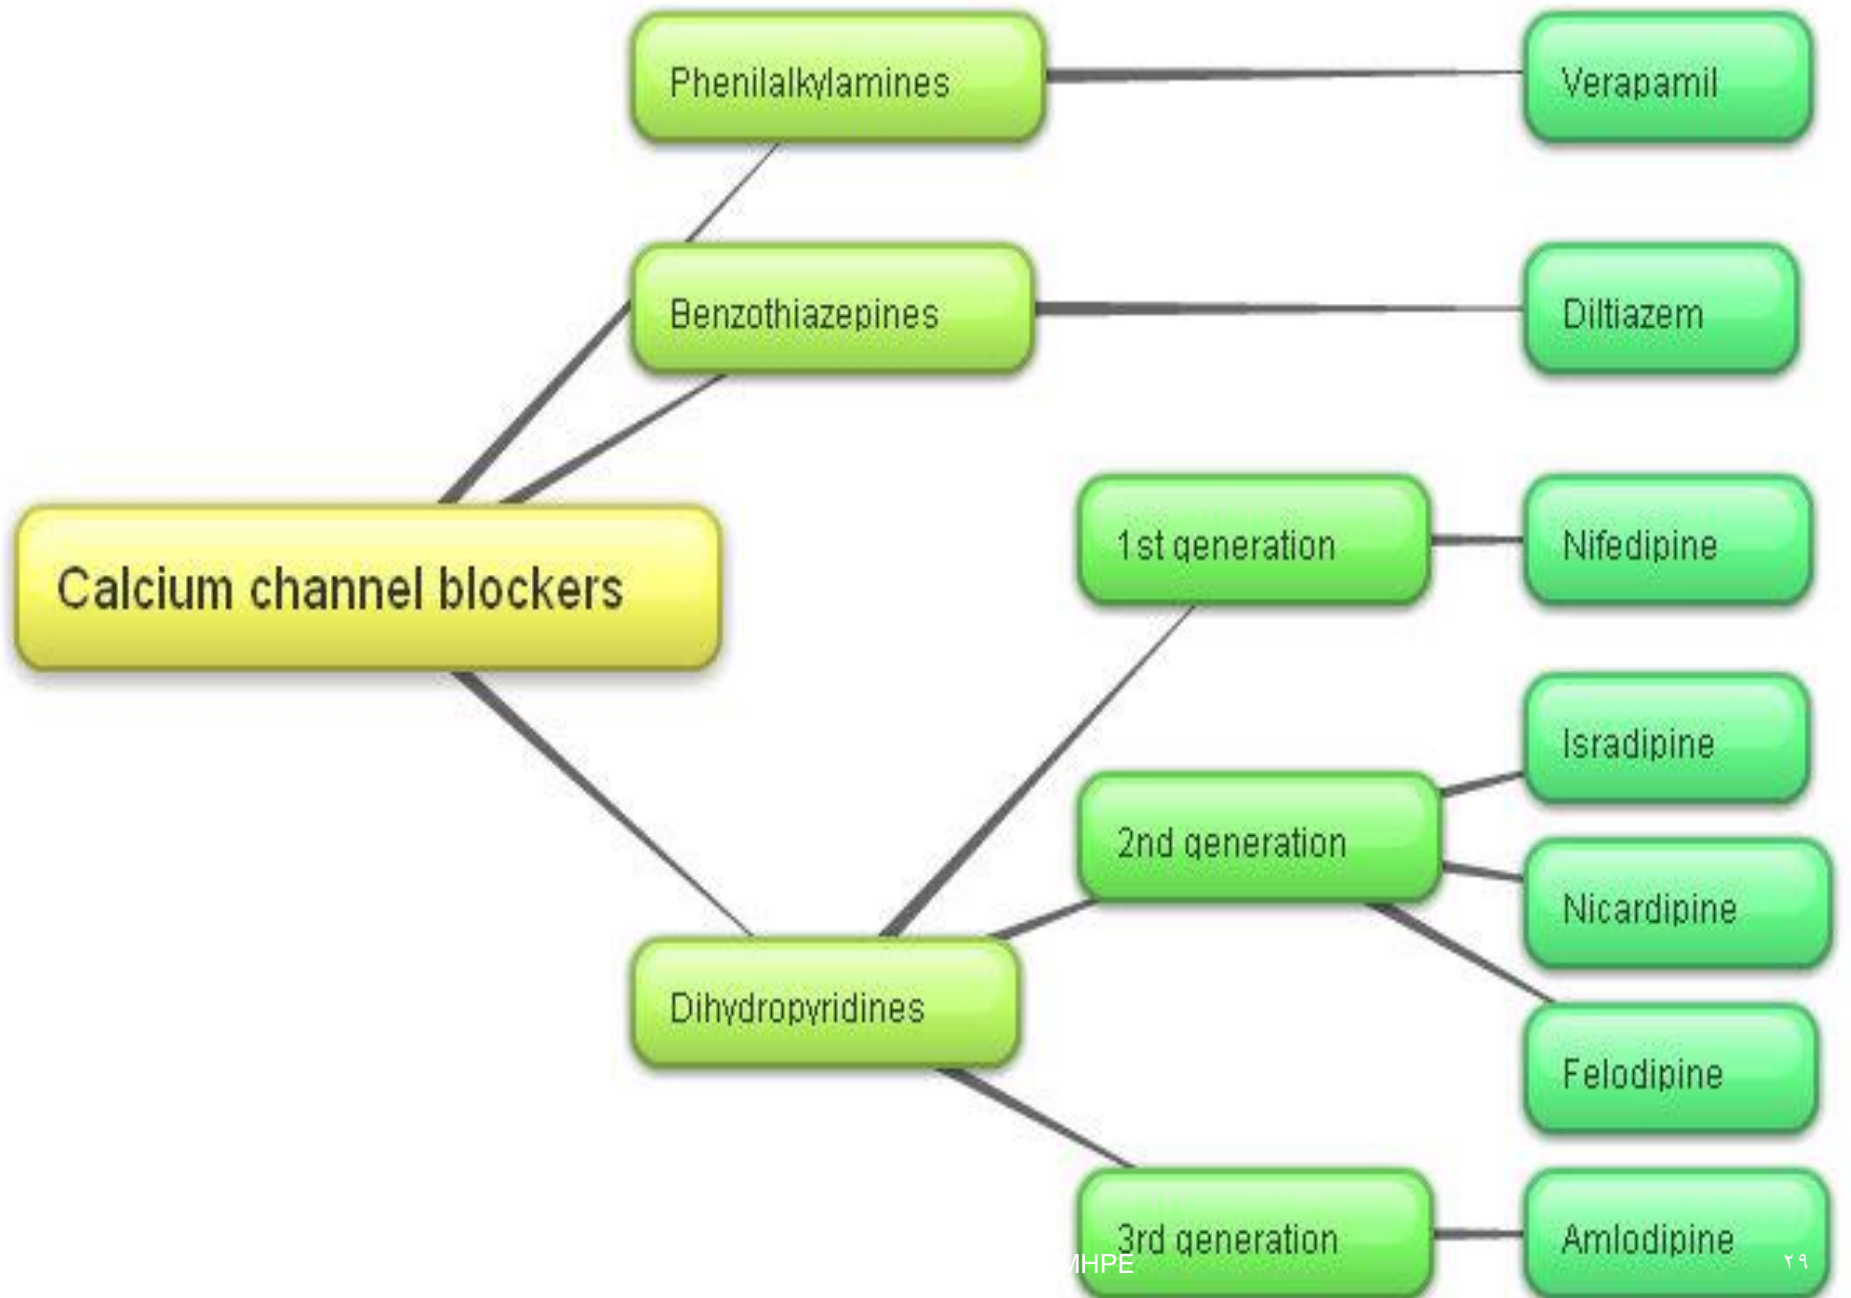 Phenilalkylamines
Verapamil
Benzothiazepines
Diltiazem
Calcium channel blockers
1st generation
Nifedipine
Isradipine
2nd generation
Nicardipine
Dihydropyridines
Felodipine
3rd generation
Amlodipine
MHPE
۲۹